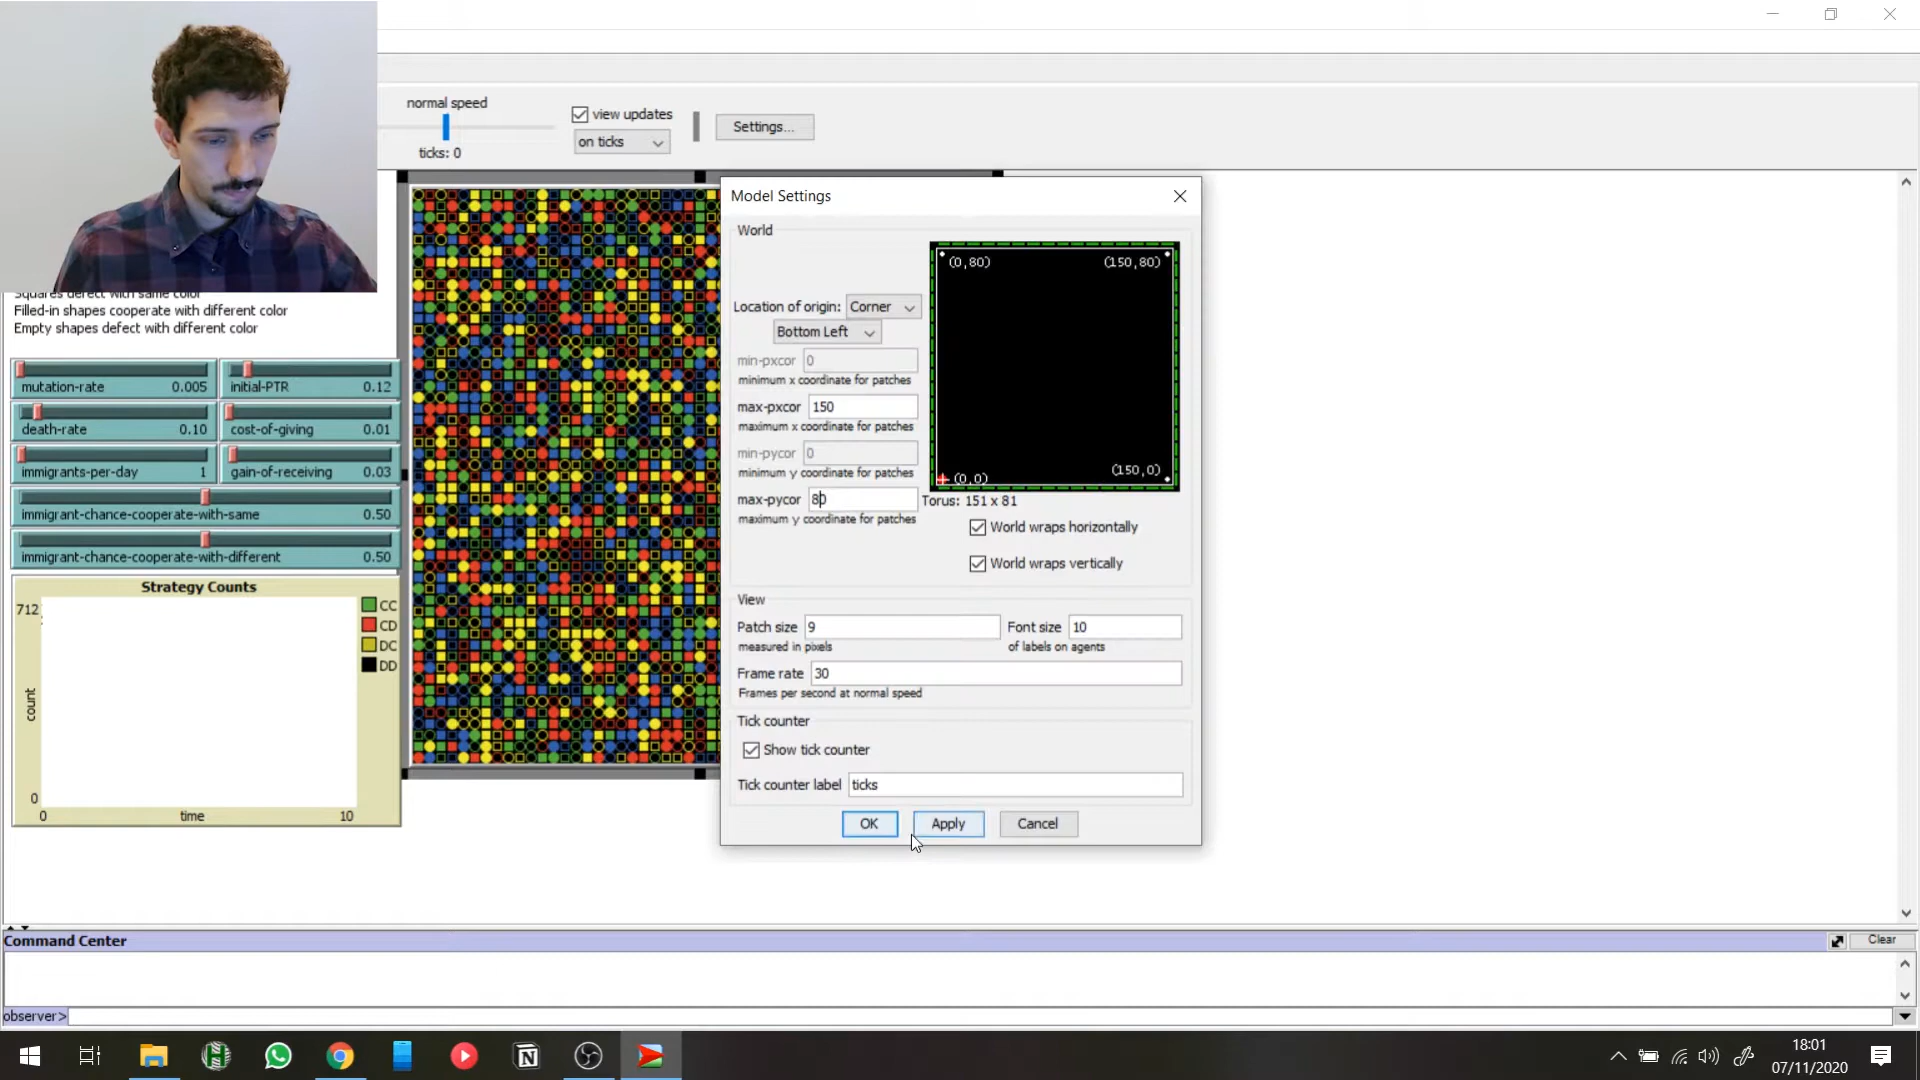 normal speed
ticks: 0
view updates
on ticks
Settings...
Squares defect with same color
Filled-in shapes cooperate with different color
Empty shapes defect with different color
mutation-rate 0.005
initial-PTR 0.12
death-rate 0.10
cost-of-giving 0.01
immigrants-per-day 1
gain-of-receiving 0.03
immigrant-chance-cooperate-with-same 0.50
immigrant-chance-cooperate-with-different 0.50
Strategy Counts
712
count
0
0
time
10
CC
CD
DC
DD
Model Settings
World
(0,80)
(150,80)
Location of origin: Corner
Bottom Left
min-pxcor 0
minimum x coordinate for patches
max-pxcor 150
maximum x coordinate for patches
min-pycor 0
minimum y coordinate for patches
(0,0)
(150,0)
max-pycor 80
maximum y coordinate for patches
Torus: 151 x 81
World wraps horizontally
World wraps vertically
View
Patch size 9
measured in pixels
Font size 10
of labels on agents
Frame rate 30
Frames per second at normal speed
Tick counter
Show tick counter
Tick counter label ticks
OK
Apply
Cancel
Command Center
Clear
observer>
18:01
07/11/2020